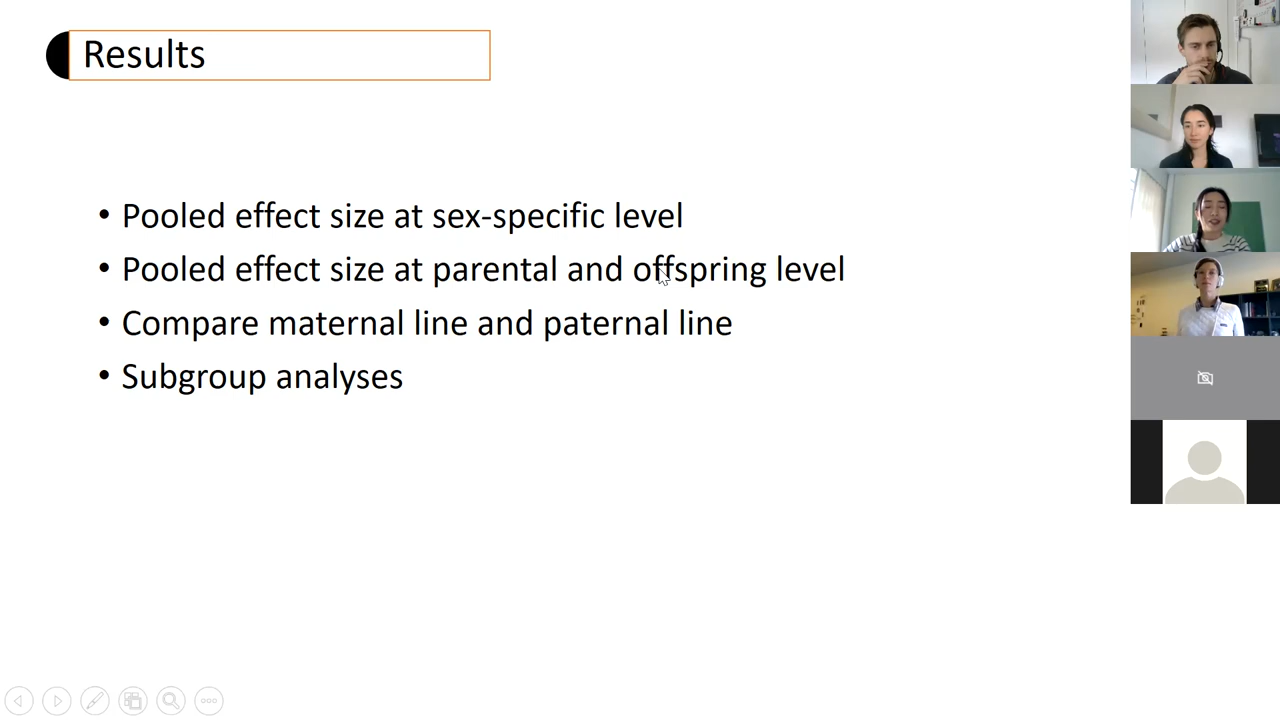 Results
• Pooled effect size at sex-specific level
• Pooled effect size at parental and offspring level
• Compare maternal line and paternal line
• Subgroup analyses